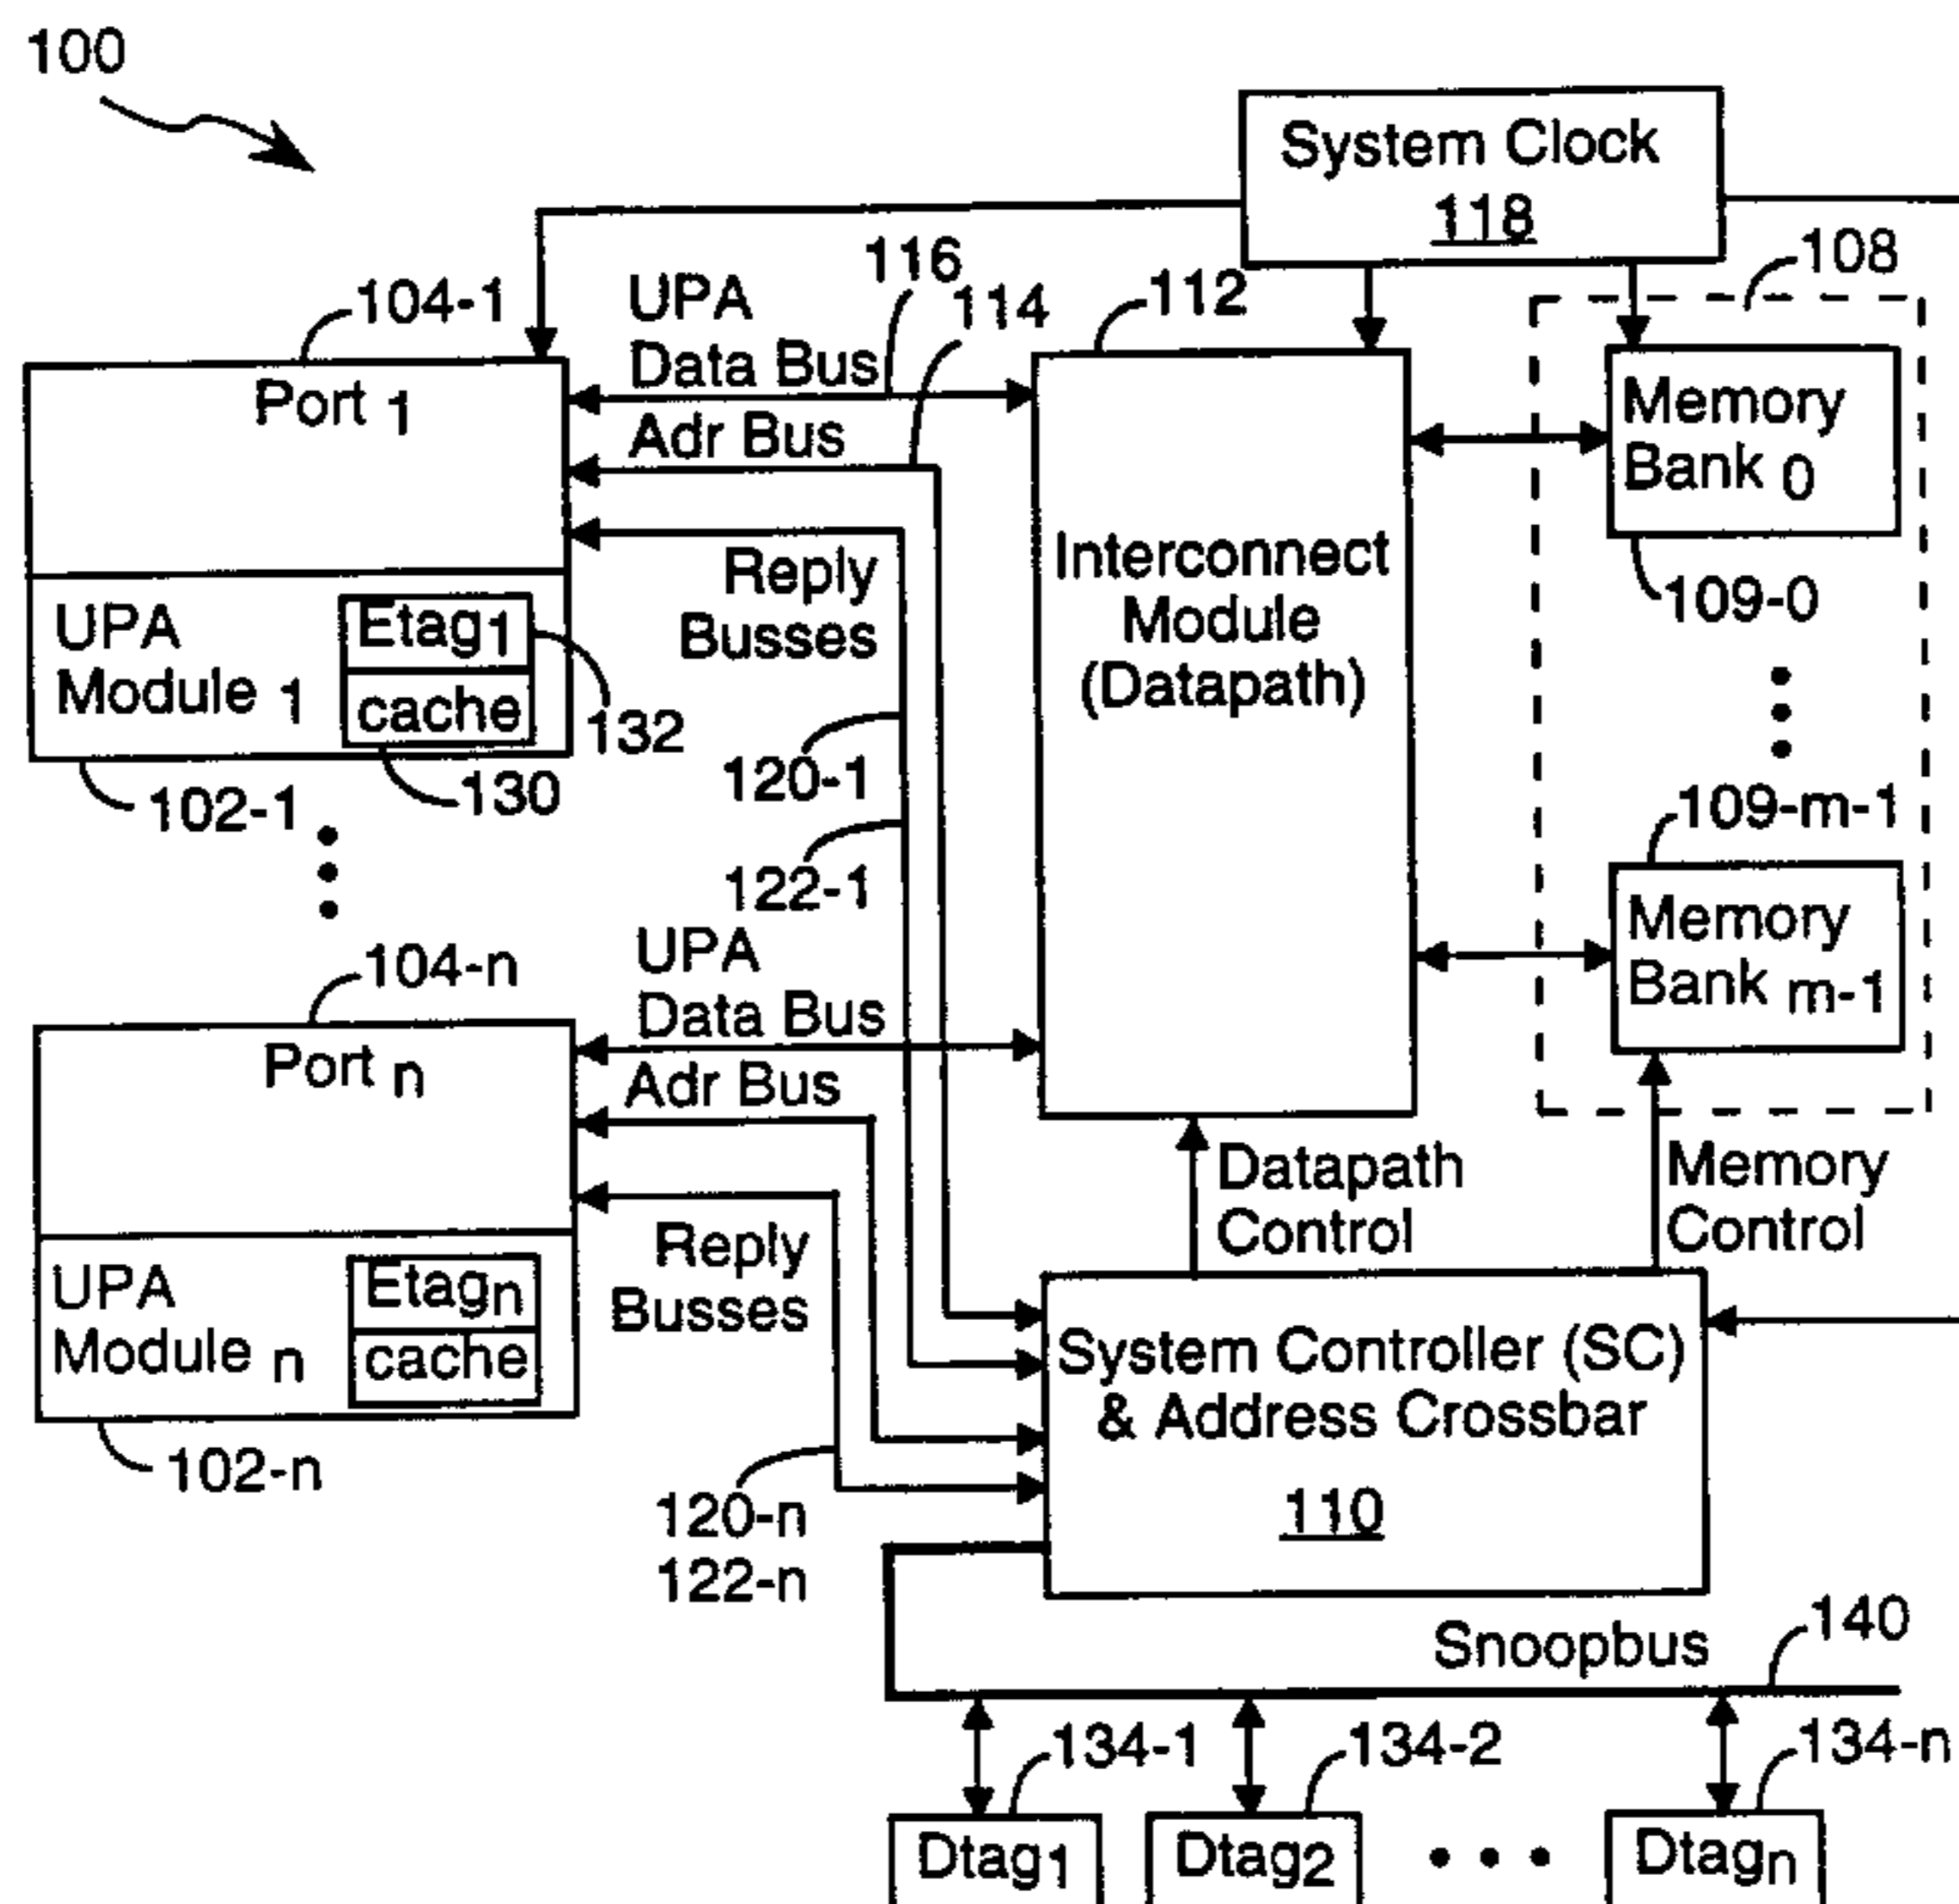 100
System Clock
118
108
116
114
112
104-1
UPA
Data Bus
Adr Bus
Port 1
Memory
Bank 0
109-0
Interconnect
Module
(Datapath)
Reply
Busses
UPA
Module 1
Etag1
cache
132
130
102-1
120-1
122-1
109-m-1
Memory
Bank m-1
104-n
UPA
Data Bus
Adr Bus
Port n
Datapath
Control
Memory
Control
Reply
Busses
UPA
Module n
Etagn
cache
102-n
System Controller (SC)
& Address Crossbar
110
120-n
122-n
Snoopbus
140
134-1
134-2
134-n
Dtag1
Dtag2
Dtagn